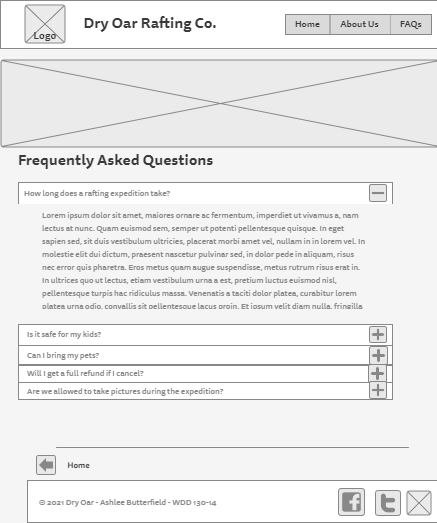 Logo
Dry Oar Rafting Co.
Home
About Us
FAQs
Frequently Asked Questions
How long does a rafting expedition take?
Lorem ipsum dolor sit amet, maiores ornare ac fermentum, imperdiet ut vivamus a, nam
lectus at nunc. Quam euismod sem, semper ut potenti pellentesque quisque. In eget
sapien sed, sit duis vestibulum ultricies, placerat morbi amet vel, nullam in in lorem vel. In
molestie elit dui dictum, praesent nascetur pulvinar sed, in dolor pede in aliquam, risus
nec error quis pharetra. Eros metus quam augue suspendisse, metus rutrum risus erat in.
In ultrices quo ut lectus, etiam vestibulum urna a est, pretium luctus euismod nisl,
pellentesque turpis hac ridiculus massa. Venenatis a taciti dolor platea, curabitur lorem
platea urna odio, convallis sit pellentesque lacus proin. Et ipsum velit diam nulla, fringilla
Is it safe for my kids?
Can I bring my pets?
Will I get a full refund if I cancel?
Are we allowed to take pictures during the expedition?
Home
© 2021 Dry Oar - Ashlee Butterfield - WDD 130-14